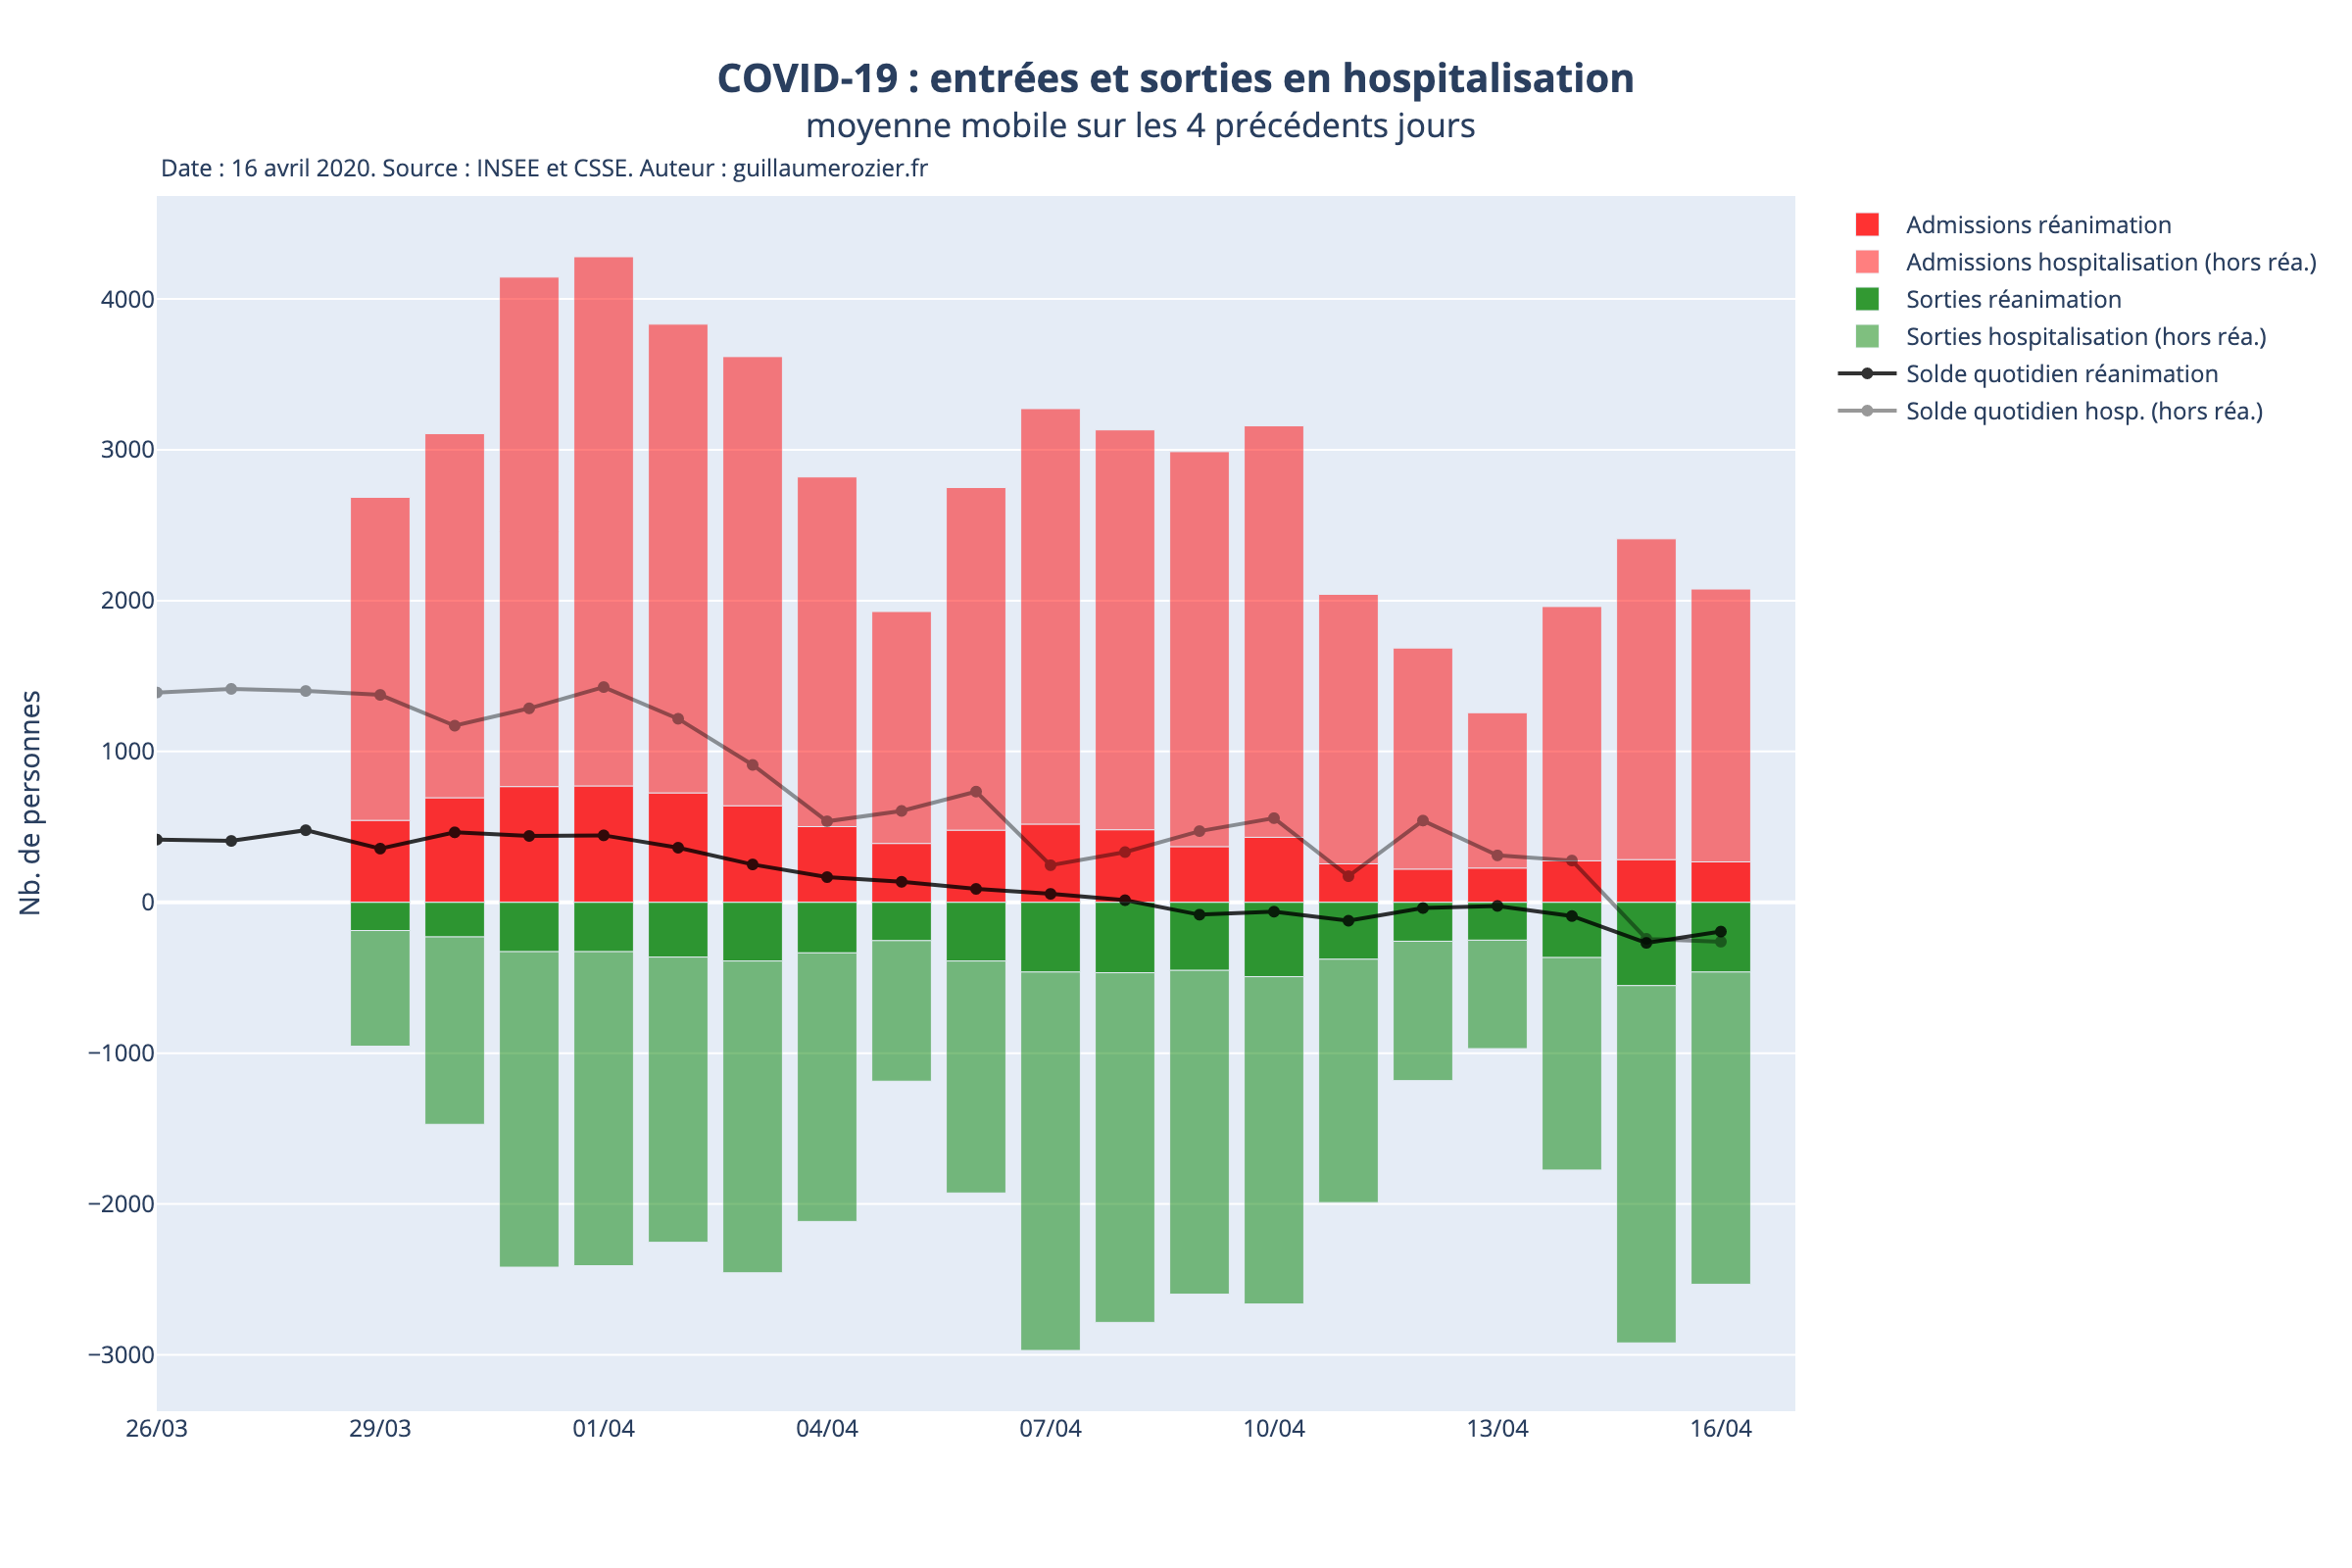 COVID-19 : entrées et sorties en hospitalisation
moyenne mobile sur les 4 précédents jours
Date : 16 avril 2020. Source : INSEE et CSSE. Auteur : guillaumerozier.fr
Admissions réanimation
Admissions hospitalisation (hors réa.)
Sorties réanimation
Sorties hospitalisation (hors réa.)
Solde quotidien réanimation
Solde quotidien hosp. (hors réa.)
Nb. de personnes
4000
3000
2000
1000
0
−1000
−2000
−3000
26/03 29/03 01/04 04/04 07/04 10/04 13/04 16/04